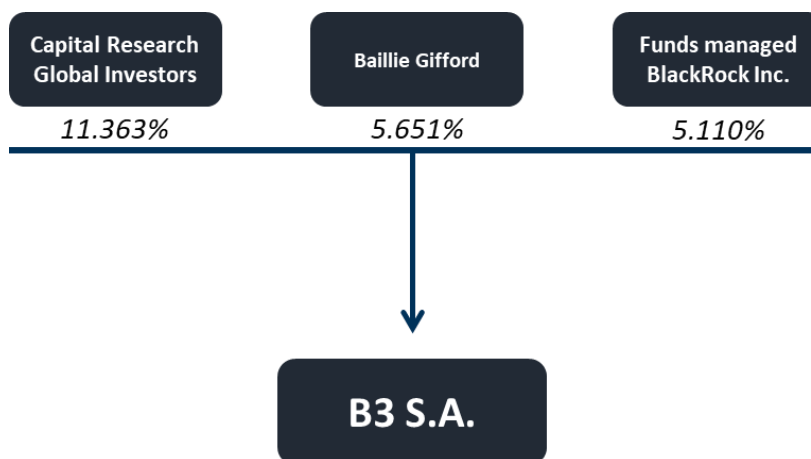 Capital Research
Global Investors
Baillie Gifford
Funds managed
BlackRock Inc.
11.363%
5.651%
5.110%
B3 S.A.